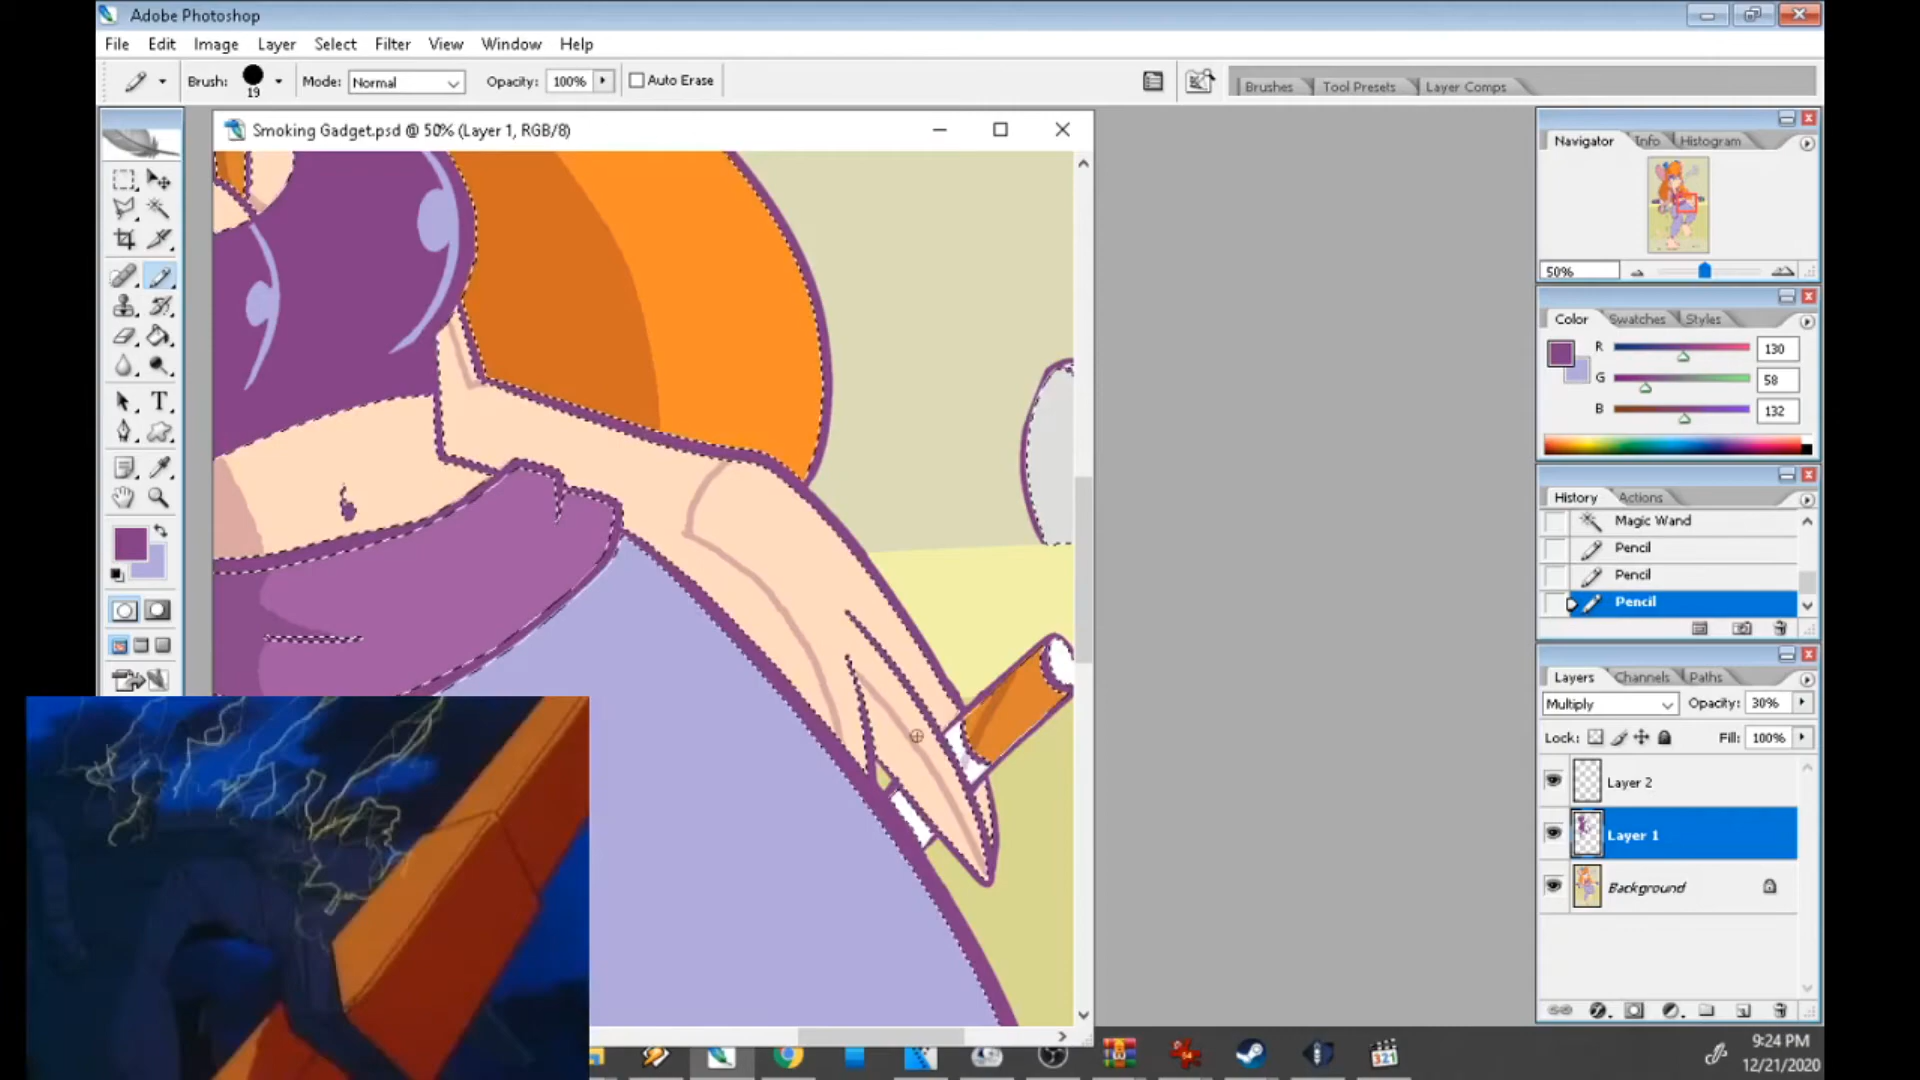 Adobe Photoshop
File Edit Image Layer Select Filter View Window Help
Brush: 19 Mode: Normal Opacity: 100% Auto Erase
Brushes Tool Presets Layer Comps
Smoking Gadget.psd @ 50% (Layer 1, RGB/8)
Navigator Info Histogram
50%
Color Swatches Styles
R 130
G 58
B 132
History Actions
Magic Wand
Pencil
Pencil
Pencil
Layers Channels Paths
Multiply Opacity: 30%
Lock: Fill: 100%
Layer 2
Layer 1
Background
9:24 PM
12/21/2020